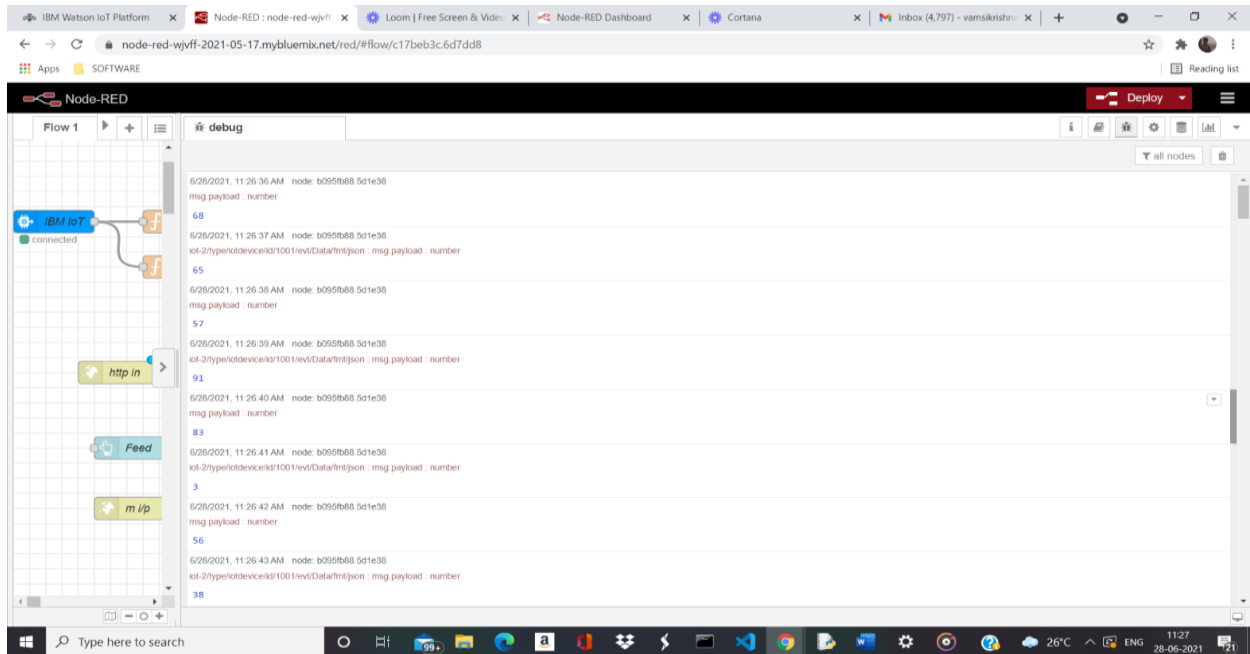 IBM Watson IoT Platform
Node-RED : node-red-wjvff
Loom | Free Screen & Video
Node-RED Dashboard
Cortana
Inbox (4,797) - vamsikrishna
node-red-wjvff-2021-05-17.mybluemix.net/red/#flow/c17beb3c.6d7dd8
Apps
SOFTWARE
Reading list
Node-RED
Deploy
Flow 1
debug
all nodes
6/28/2021, 11:26:36 AM node: b095fb88.5d1e38
msg.payload : number
68
6/28/2021, 11:26:37 AM node: b095fb88.5d1e38
iot-2/type/iotdevice/id/1001/evt/Data/fmt/json : msg.payload : number
65
6/28/2021, 11:26:38 AM node: b095fb88.5d1e38
msg.payload : number
57
6/28/2021, 11:26:39 AM node: b095fb88.5d1e38
iot-2/type/iotdevice/id/1001/evt/Data/fmt/json : msg.payload : number
91
6/28/2021, 11:26:40 AM node: b095fb88.5d1e38
msg.payload : number
83
6/28/2021, 11:26:41 AM node: b095fb88.5d1e38
iot-2/type/iotdevice/id/1001/evt/Data/fmt/json : msg.payload : number
3
6/28/2021, 11:26:42 AM node: b095fb88.5d1e38
msg.payload : number
56
6/28/2021, 11:26:43 AM node: b095fb88.5d1e38
iot-2/type/iotdevice/id/1001/evt/Data/fmt/json : msg.payload : number
38
IBM IoT
connected
http in
Feed
m i/p
Type here to search
99+
26°C
ENG
11:27
28-06-2021
21